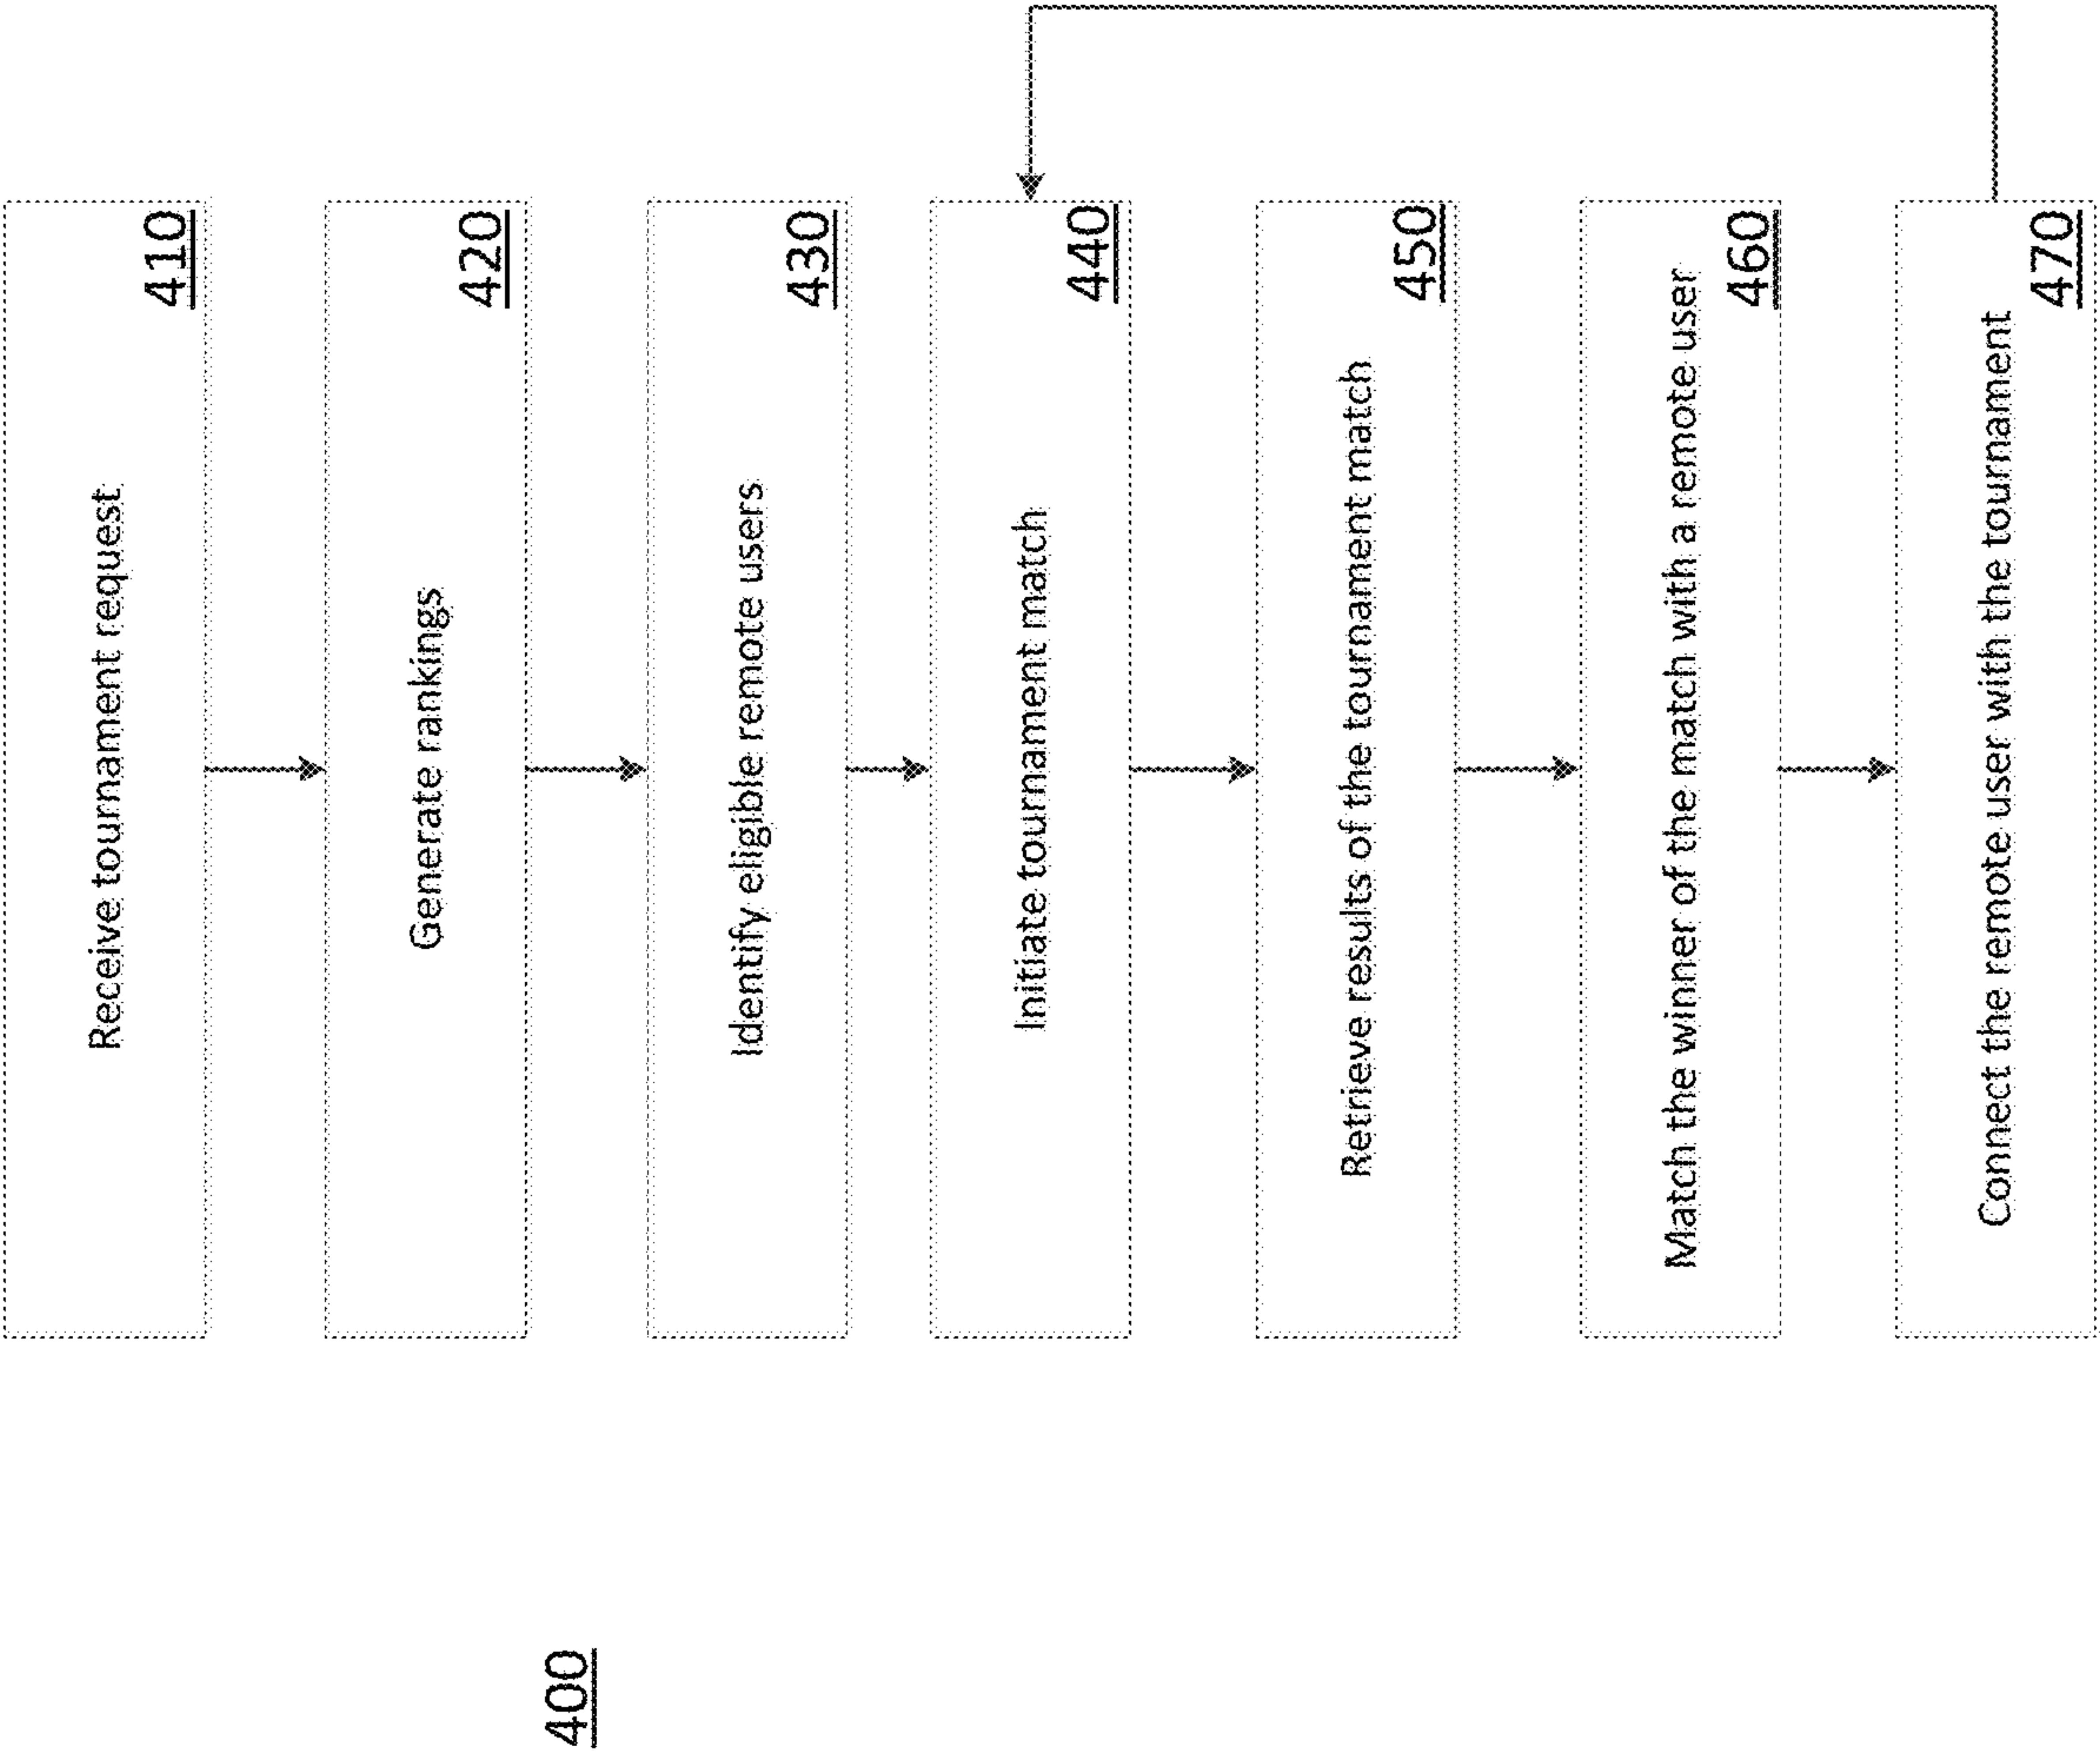 Receive tournament request
410
Generate rankings
420
Identify eligible remote users
430
Initiate tournament match
440
Retrieve results of the tournament match
450
Match the winner of the match with a remote user
460
Connect the remote user with the tournament
470
400